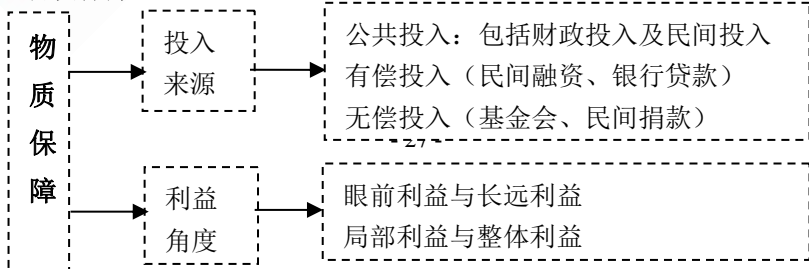 物
质
保
障
投入
来源
公共投入：包括财政投入及民间投入
有偿投入（民间融资、银行贷款）
无偿投入（基金会、民间捐款）
- 27 -
利益
角度
眼前利益与长远利益
局部利益与整体利益